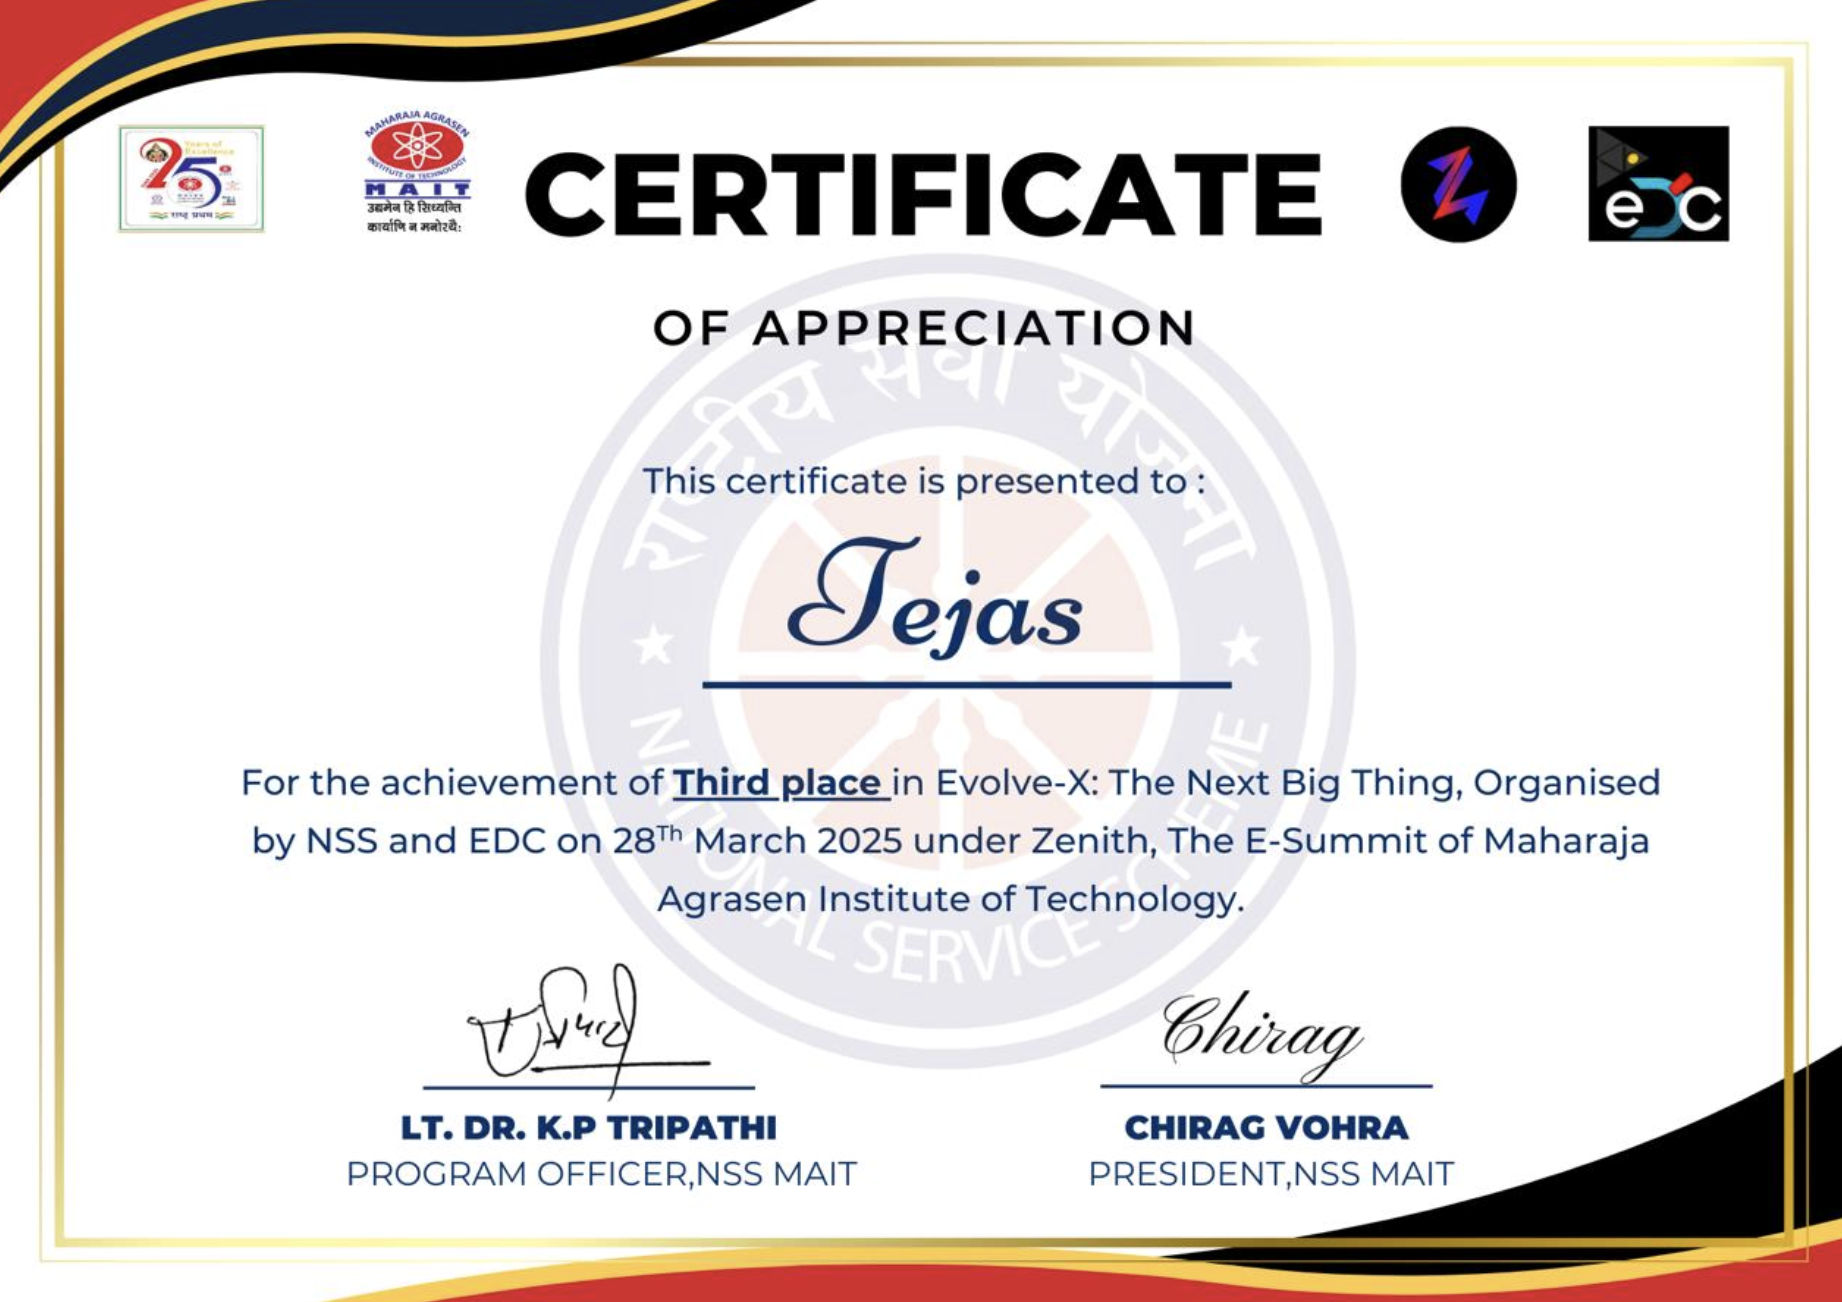 Years of
Excellence
25
राष्ट्र प्रथम
MAHARAJA AGRASEN
INSTITUTE OF TECHNOLOGY
MAIT
उद्यमेन हि सिध्यन्ति
कार्याणि न मनोरथैः
CERTIFICATE
eDC
OF APPRECIATION
राष्ट्रीय सेवा योजना
This certificate is presented to :
Tejas
For the achievement of Third place in Evolve-X: The Next Big Thing, Organised
by NSS and EDC on 28Th March 2025 under Zenith, The E-Summit of Maharaja
Agrasen Institute of Technology.
NATIONAL SERVICE SCHEME
Chirag
LT. DR. K.P TRIPATHI
CHIRAG VOHRA
PROGRAM OFFICER,NSS MAIT
PRESIDENT,NSS MAIT